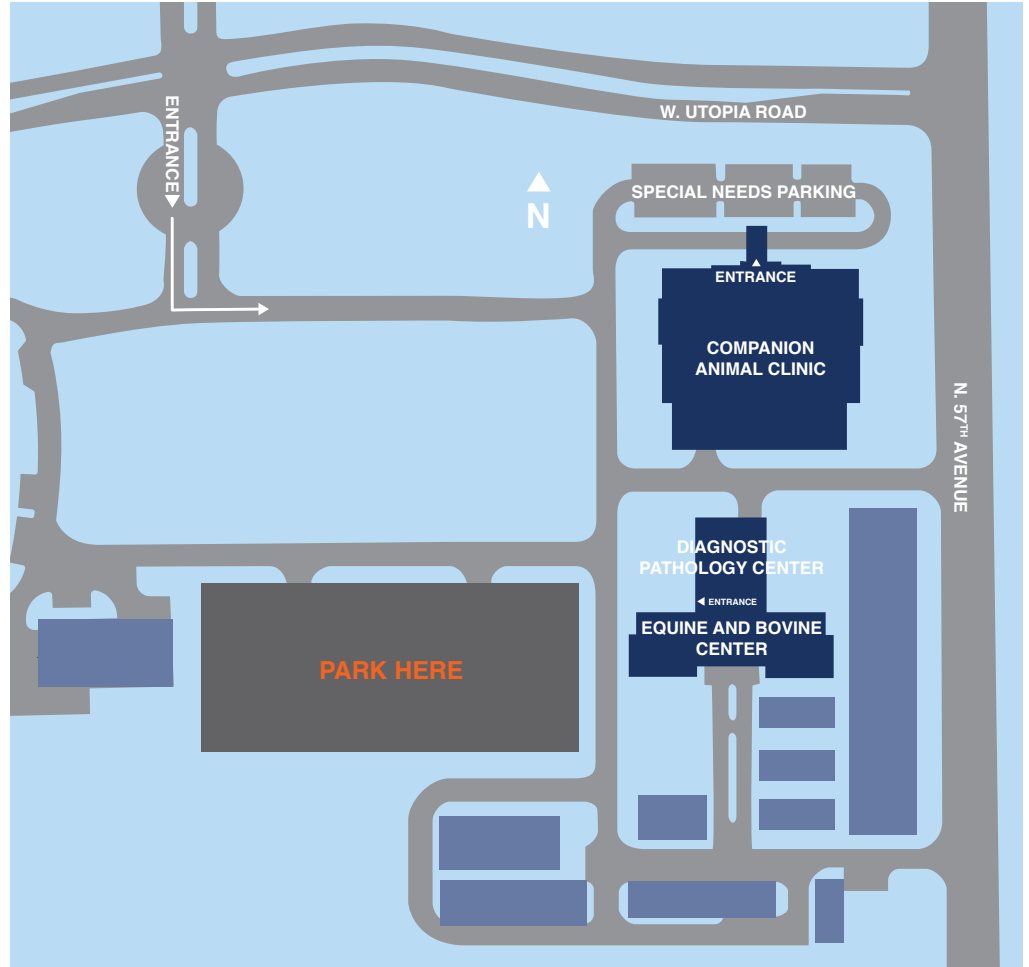 ENTRANCE
W. UTOPIA ROAD
N
SPECIAL NEEDS PARKING
ENTRANCE
COMPANION
ANIMAL CLINIC
N. 57TH AVENUE
DIAGNOSTIC
PATHOLOGY CENTER
ENTRANCE
EQUINE AND BOVINE
CENTER
PARK HERE